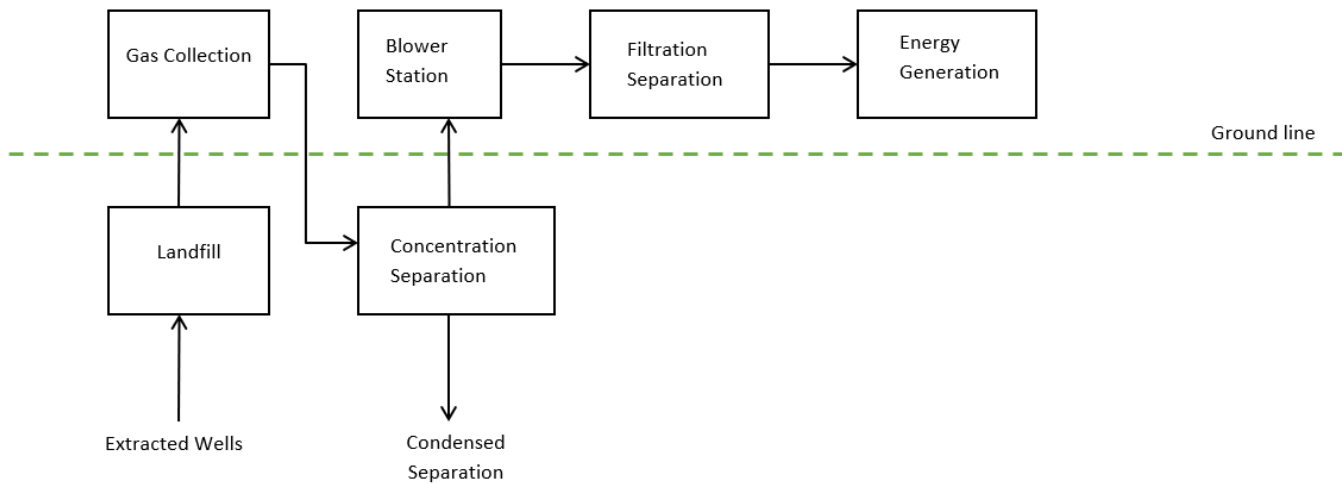 Gas Collection
Blower
Station
Filtration
Separation
Energy
Generation
Ground line
Landfill
Concentration
Separation
Extracted Wells
Condensed
Separation